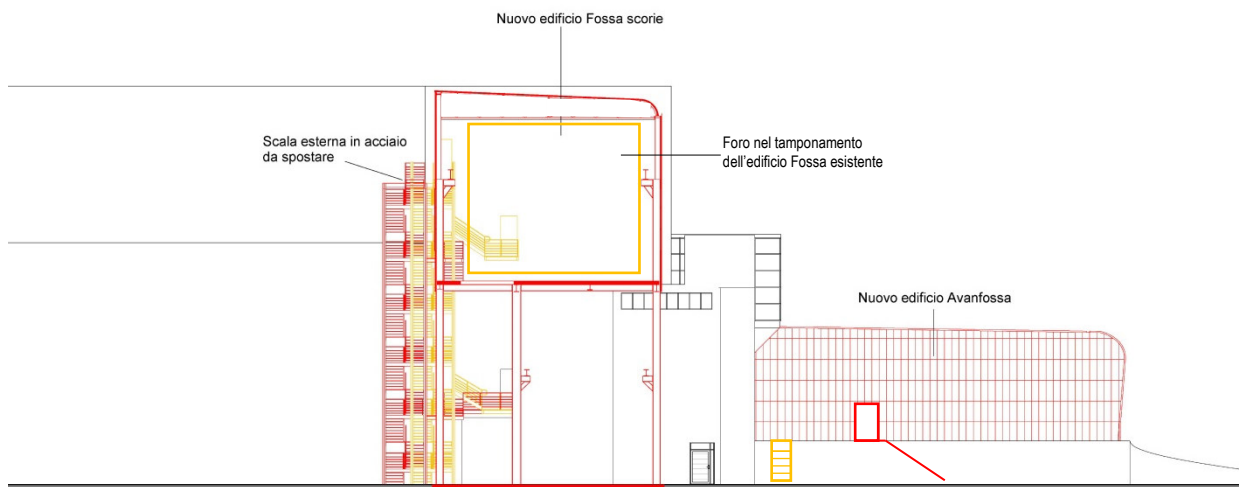 Nuovo edificio Fossa scorie
Scala esterna in acciaio
da spostare
Foro nel tamponamento
dell'edificio Fossa esistente
Nuovo edificio Avanfossa